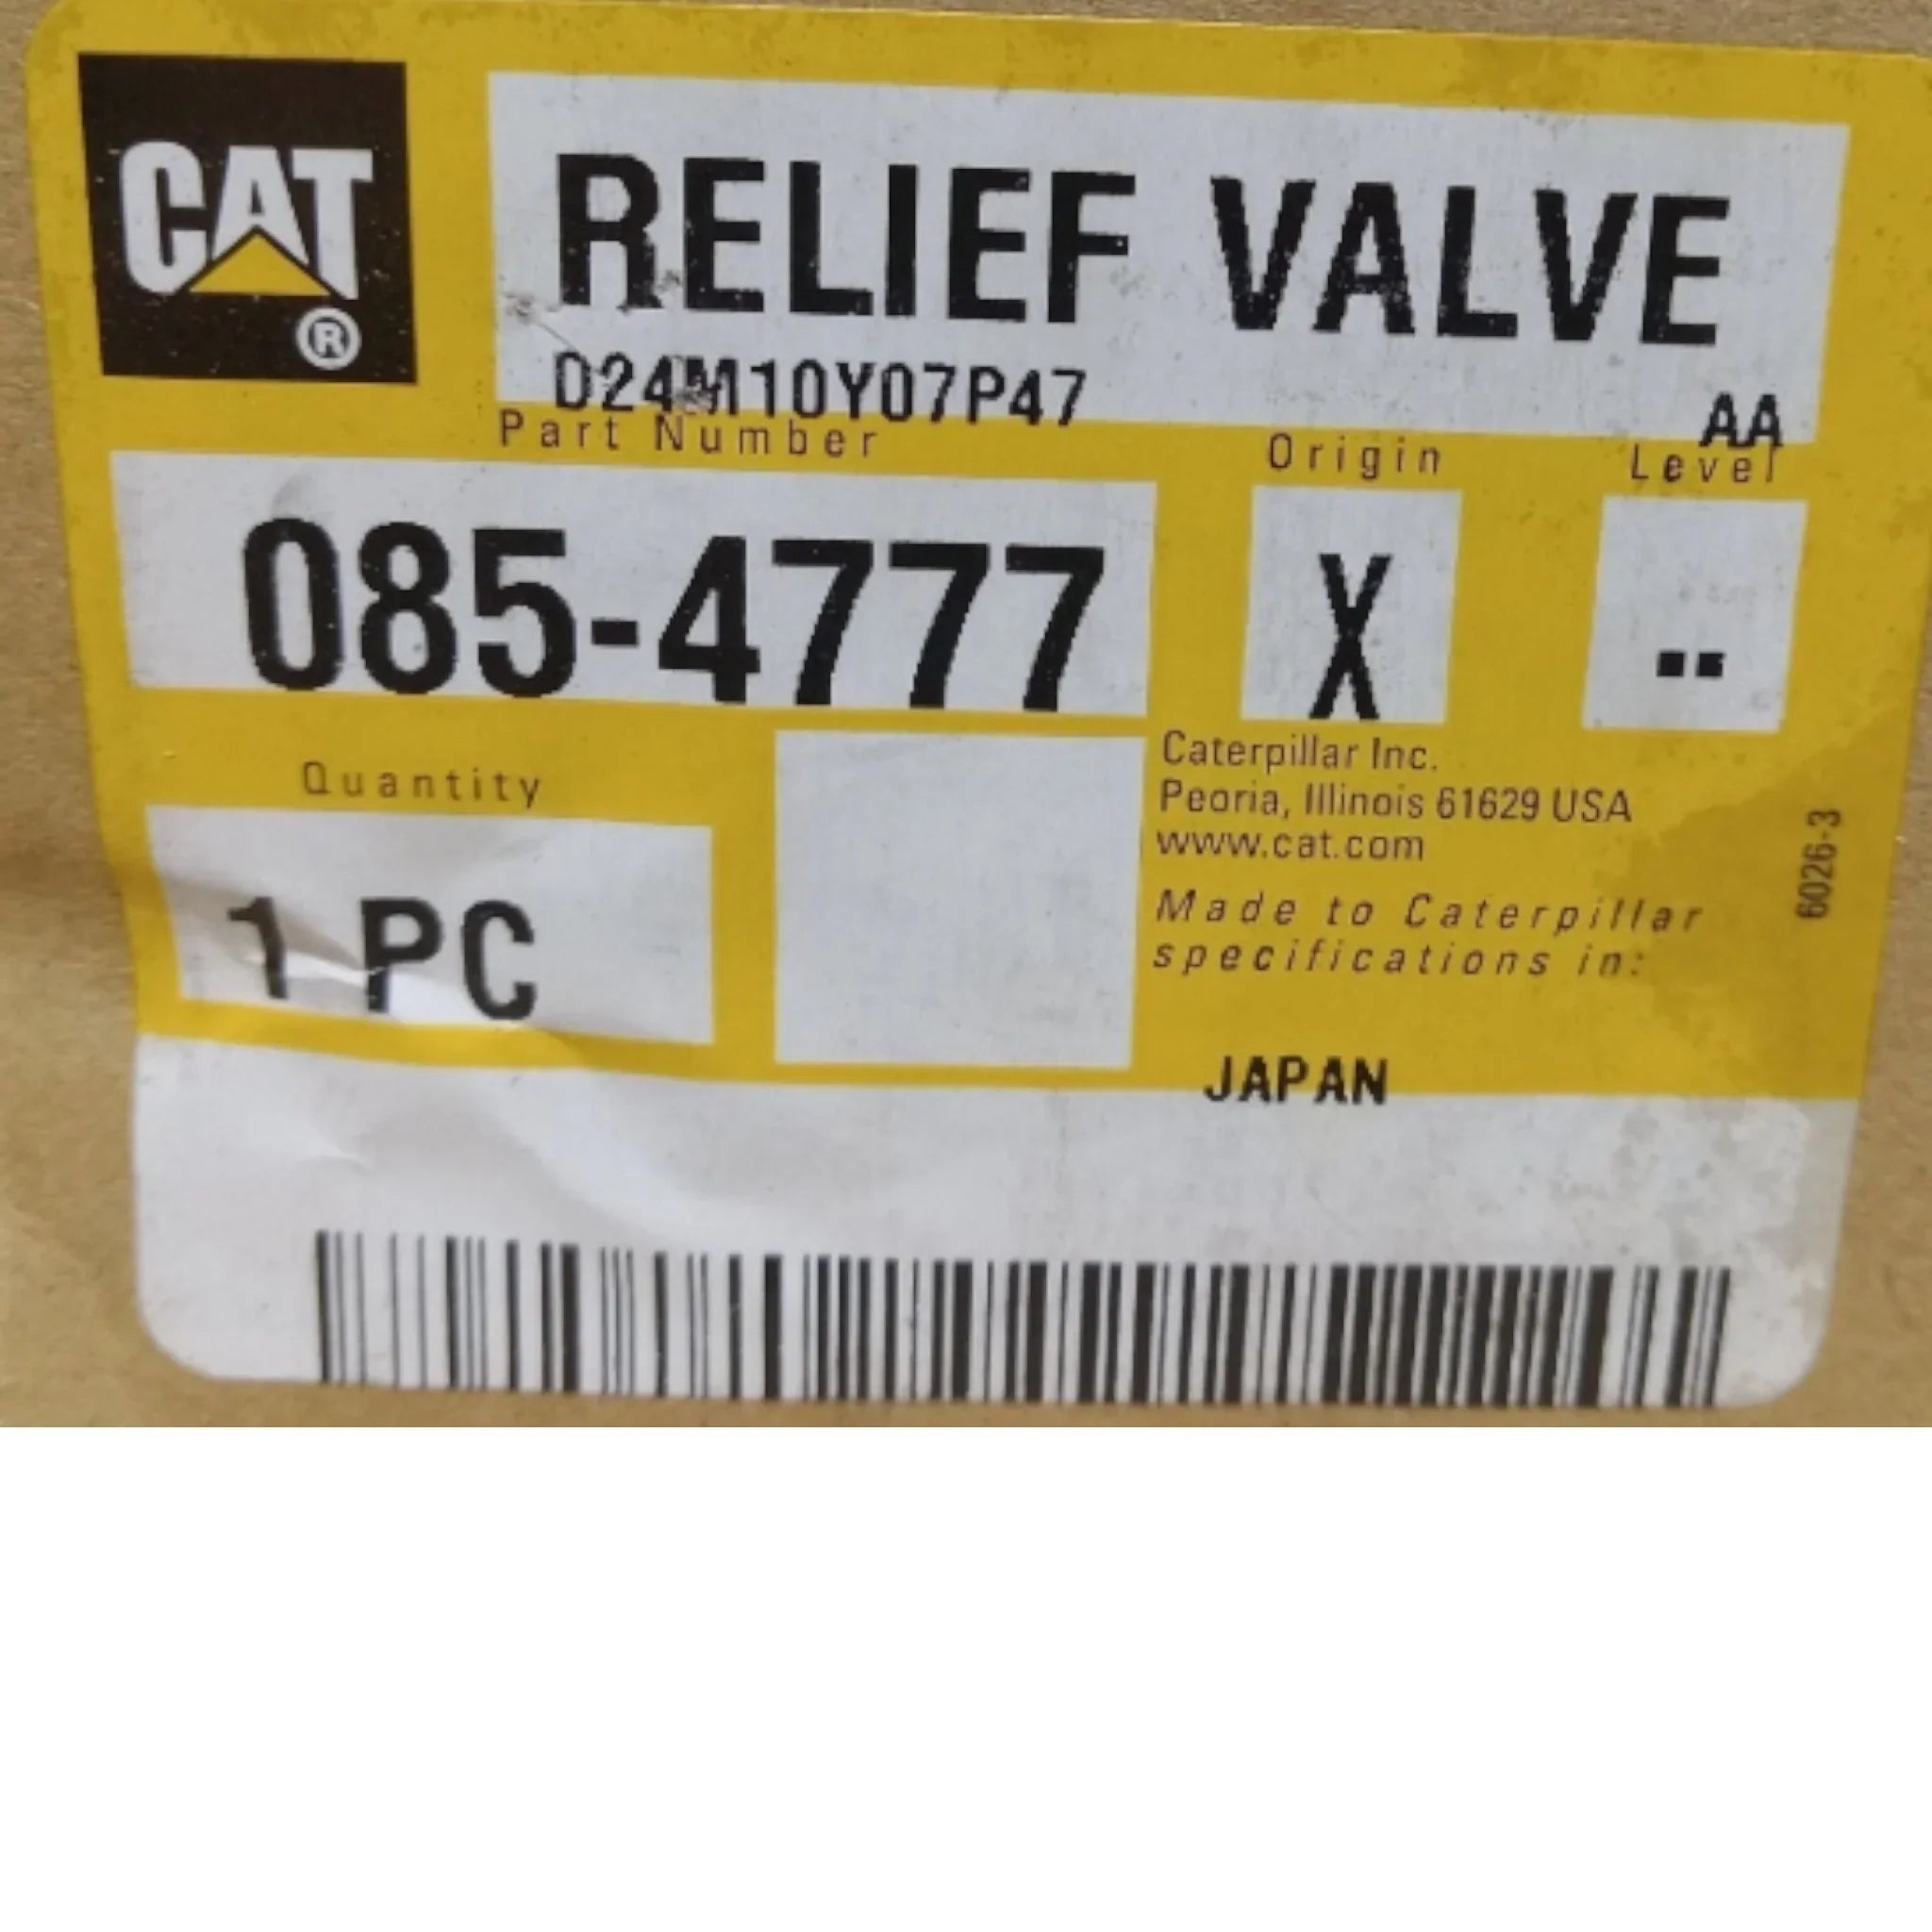 CAT
®
RELIEF VALVE
D24M10Y07P47 AA
Part Number Origin Level
085-4777 X --
Quantity
1 PC
Caterpillar Inc.
Peoria, Illinois 61629 USA
www.cat.com
Made to Caterpillar
specifications in:
JAPAN
6026-3